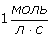 1 моль / л · с